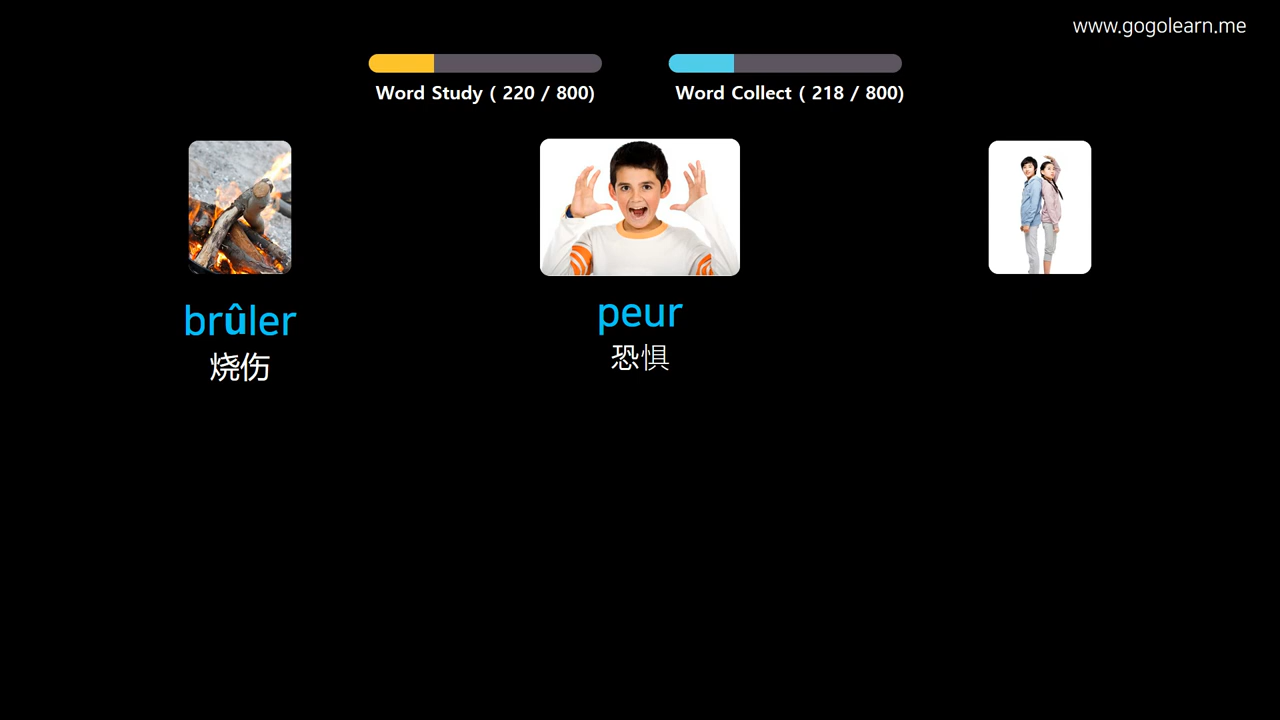 www.gogolearn.me
Word Study ( 220 / 800)
Word Collect ( 218 / 800)
brûler
烧伤
peur
恐惧